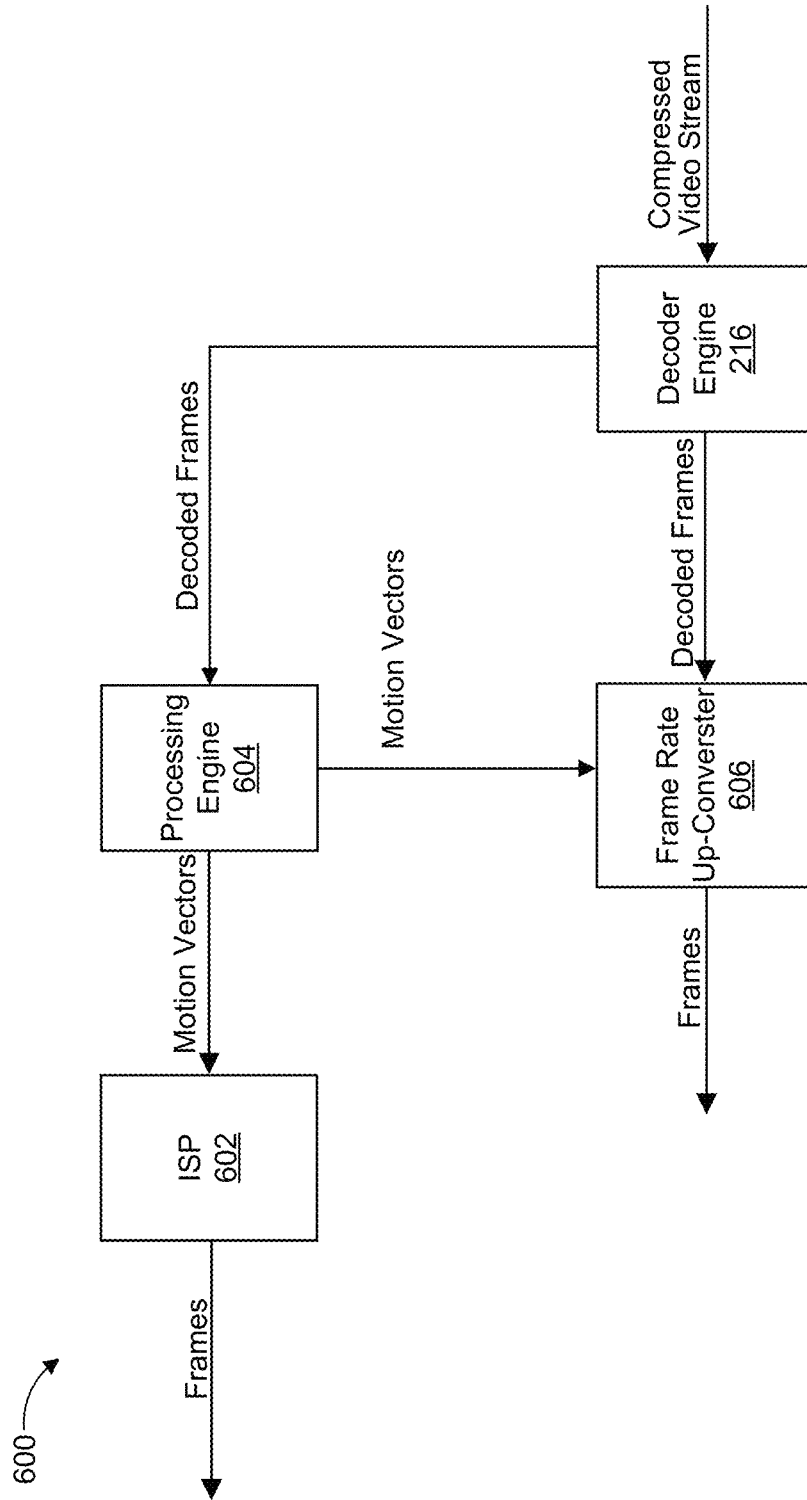 600
Frames
ISP
602
Motion Vectors
Processing
Engine
604
Decoded Frames
Motion Vectors
Frames
Frame Rate
Up-Converster
606
Decoded Frames
Decoder
Engine
216
Compressed
Video Stream